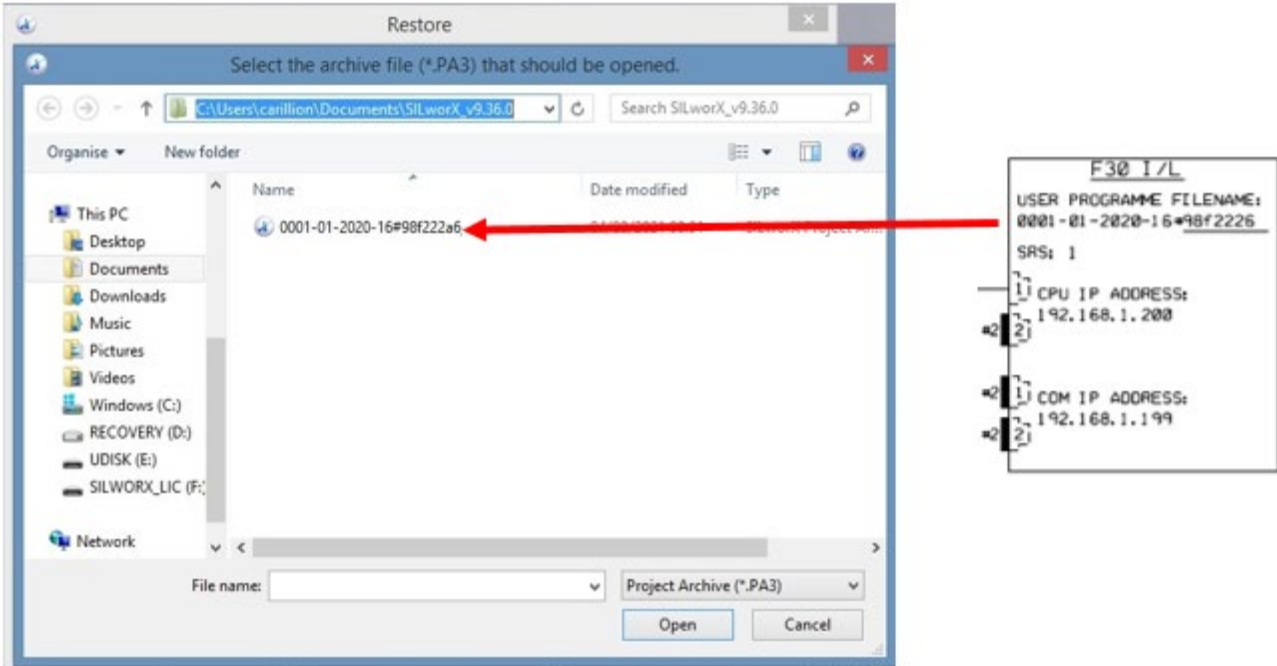 Restore
Select the archive file (*.PA3) that should be opened.
C:\Users\carillion\Documents\SILworX_v9.36.0
Search SILworX_v9.36.0
Organise
New folder
Name
Date modified
Type
This PC
0001-01-2020-16#98f222a6
Desktop
Documents
Downloads
Music
Pictures
Videos
Windows (C:)
RECOVERY (D:)
UDISK (E:)
SILWORX_LIC (F:)
Network
File name:
Project Archive (*.PA3)
Open
Cancel
F30 I/L
USER PROGRAMME FILENAME:
0001-01-2020-16#98f2226
SRS: 1
1
CPU IP ADDRESS:
192.168.1.200
#2
2
#2
1
COM IP ADDRESS:
192.168.1.199
#2
2